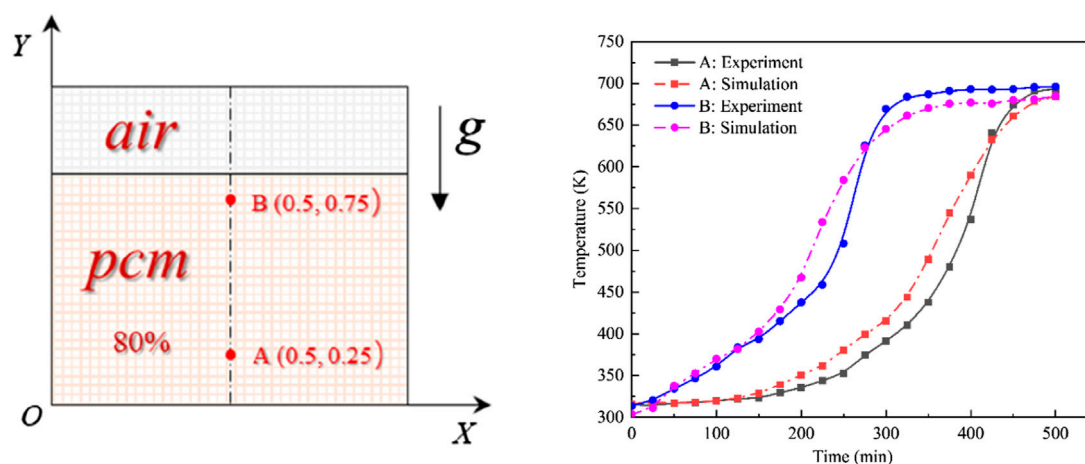 Y
air
g
B (0.5, 0.75)
pcm
80%
A (0.5, 0.25)
O
X
750
700
650
600
550
500
450
400
350
300
Temperature (K)
A: Experiment
A: Simulation
B: Experiment
B: Simulation
0 100 200 300 400 500
Time (min)